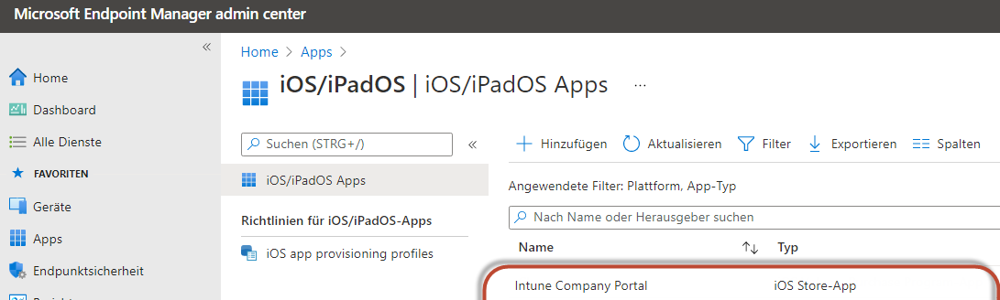 Microsoft Endpoint Manager admin center
«
Home > Apps >
iOS/iPadOS | iOS/iPadOS Apps ...
Home
Dashboard
Alle Dienste
FAVORITEN
Geräte
Apps
Endpunktsicherheit
Suchen (STRG+/)
«
iOS/iPadOS Apps
Richtlinien für iOS/iPadOS-Apps
iOS app provisioning profiles
Hinzufügen Aktualisieren Filter Exportieren Spalten
Angewendete Filter: Plattform, App-Typ
Nach Name oder Herausgeber suchen
Name ↑↓ Typ
Intune Company Portal iOS Store-App